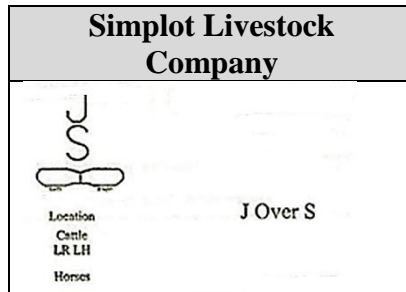 Simplot Livestock
Company
J
S
J Over S
Location
Cattle
LR LH
Horses